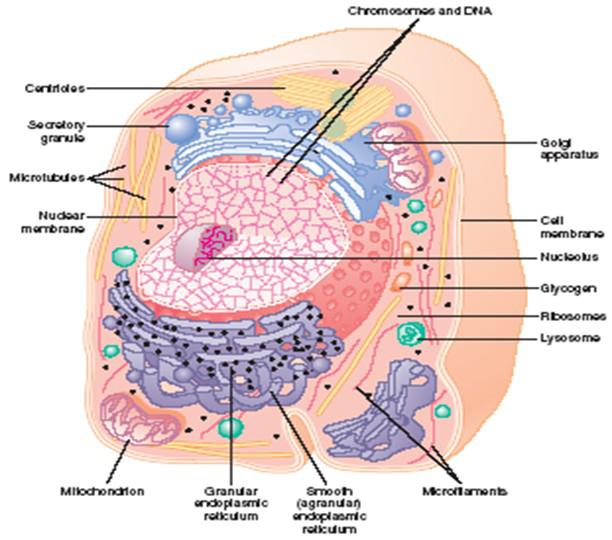 Chromosomes and DNA
Centrioles
Secretory
granule
Microtubules
Nuclear
membrane
Golgi
apparatus
Cell
membrane
Nucleolus
Glycogen
Ribosomes
Lysosome
Mitochondrion
Granular
endoplasmic
reticulum
Smooth
(agranular)
endoplasmic
reticulum
Microfilaments